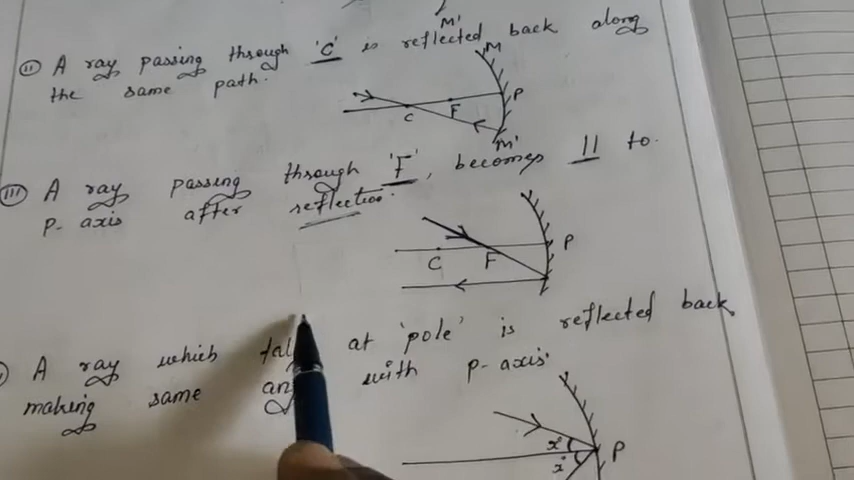 M'
(ii) A ray passing through 'C' is reflected back along
the same path.
M
P
F
C
M'
(iii) A ray passing through 'F', becomes || to
p-axis after reflection.
P
C
F
A ray which at 'pole' is reflected back
making same with p-axis.
x
x
P